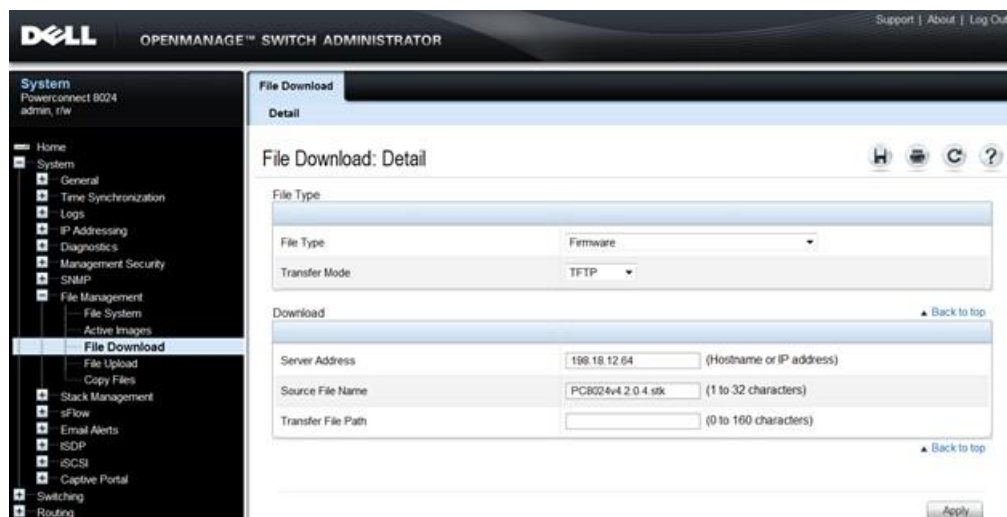 Support | About | Log Out
DELL
OPENMANAGE™ SWITCH ADMINISTRATOR
System
Powerconnect 8024
admin, r/w
Home
System
General
Time Synchronization
Logs
IP Addressing
Diagnostics
Management Security
SNMP
File Management
File System
Active Images
File Download
File Upload
Copy Files
Stack Management
sFlow
Email Alerts
ISDP
iSCSI
Captive Portal
Switching
Routing
File Download
Detail
File Download: Detail
File Type
File Type Firmware
Transfer Mode TFTP
Download ▲ Back to top
Server Address 198.18.12.64 (Hostname or IP address)
Source File Name PC8024v4.2.0.4.stk (1 to 32 characters)
Transfer File Path (0 to 160 characters)
▲ Back to top
Apply